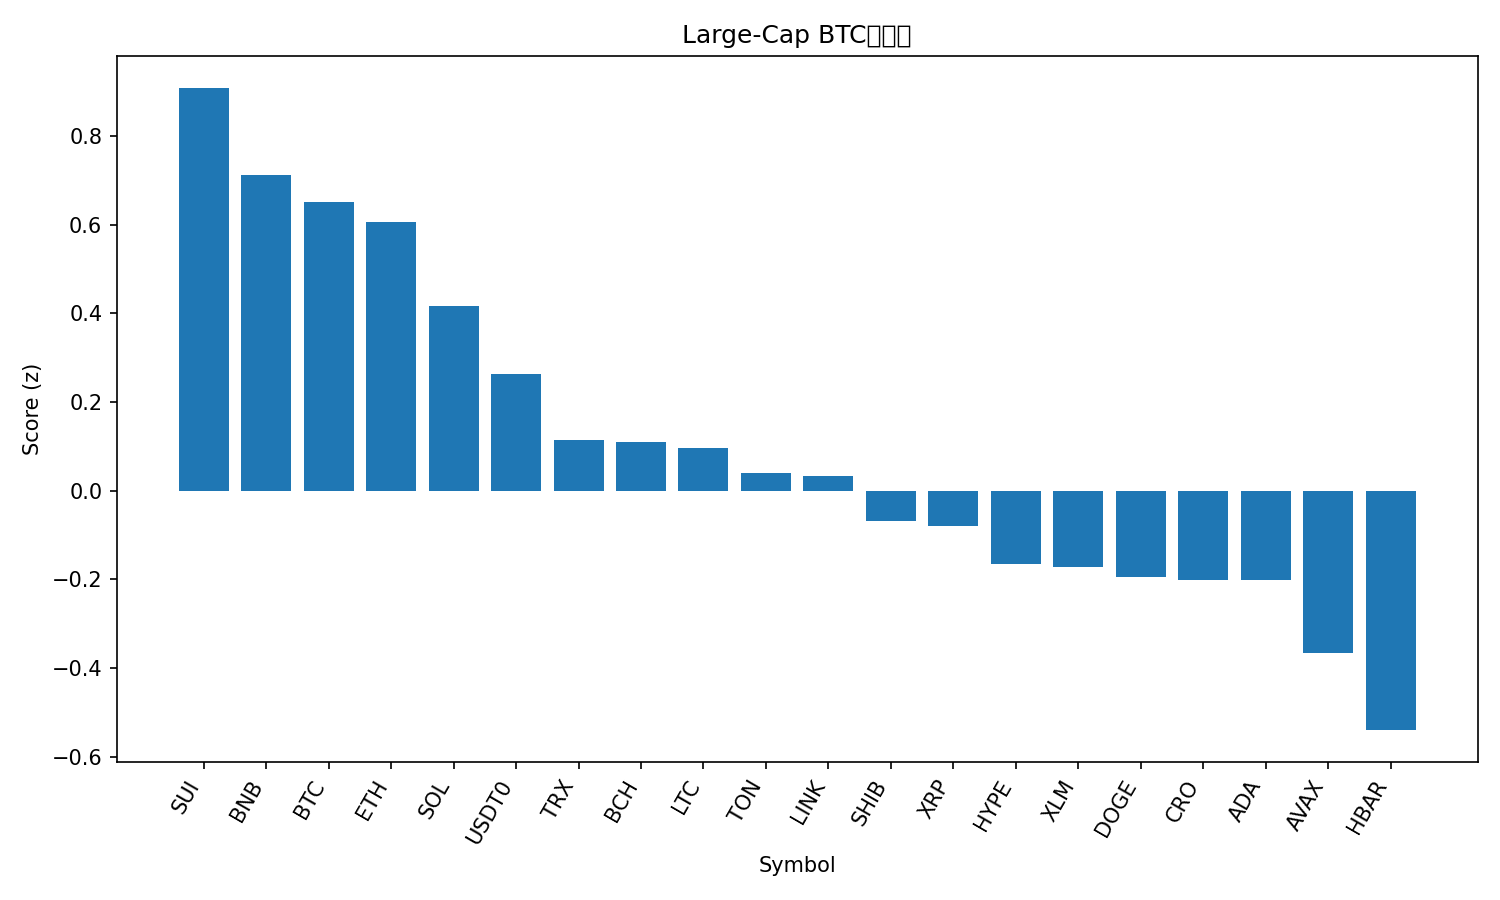 Large-Cap BTC
0.8
0.6
0.4
0.2
0.0
−0.2
−0.4
−0.6
Score (z)
SUI
BNB
BTC
ETH
SOL
USDT0
TRX
BCH
LTC
TON
LINK
SHIB
XRP
HYPE
XLM
DOGE
CRO
ADA
AVAX
HBAR
Symbol